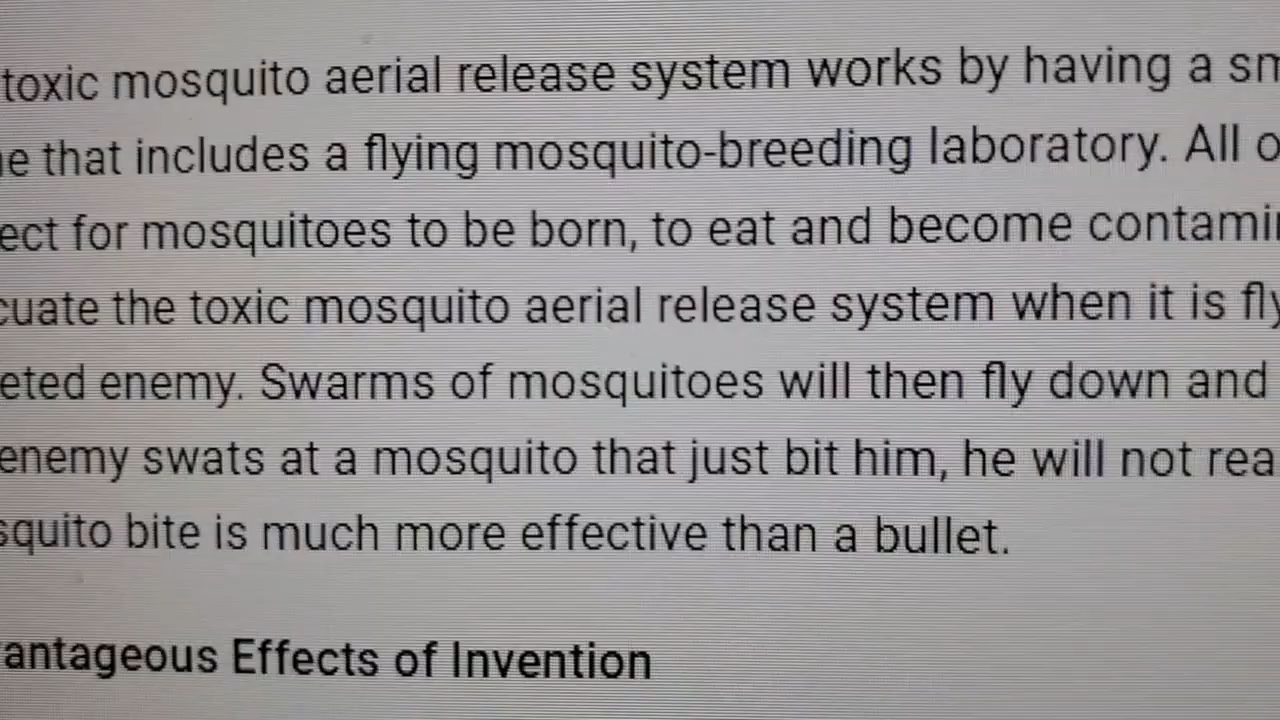 toxic mosquito aerial release system works by having a sm
e that includes a flying mosquito-breeding laboratory. All o
ect for mosquitoes to be born, to eat and become contamin
cuate the toxic mosquito aerial release system when it is fly
eted enemy. Swarms of mosquitoes will then fly down and
enemy swats at a mosquito that just bit him, he will not rea
squito bite is much more effective than a bullet.
antageous Effects of Invention